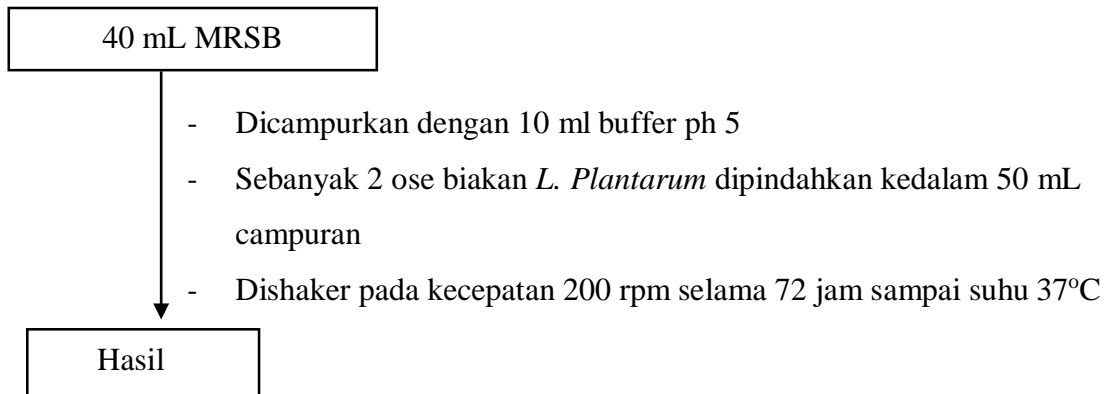 40 mL MRSB
- Dicampurkan dengan 10 ml buffer ph 5
- Sebanyak 2 ose biakan L. Plantarum dipindahkan kedalam 50 mL
campuran
- Dishaker pada kecepatan 200 rpm selama 72 jam sampai suhu 37°C
Hasil